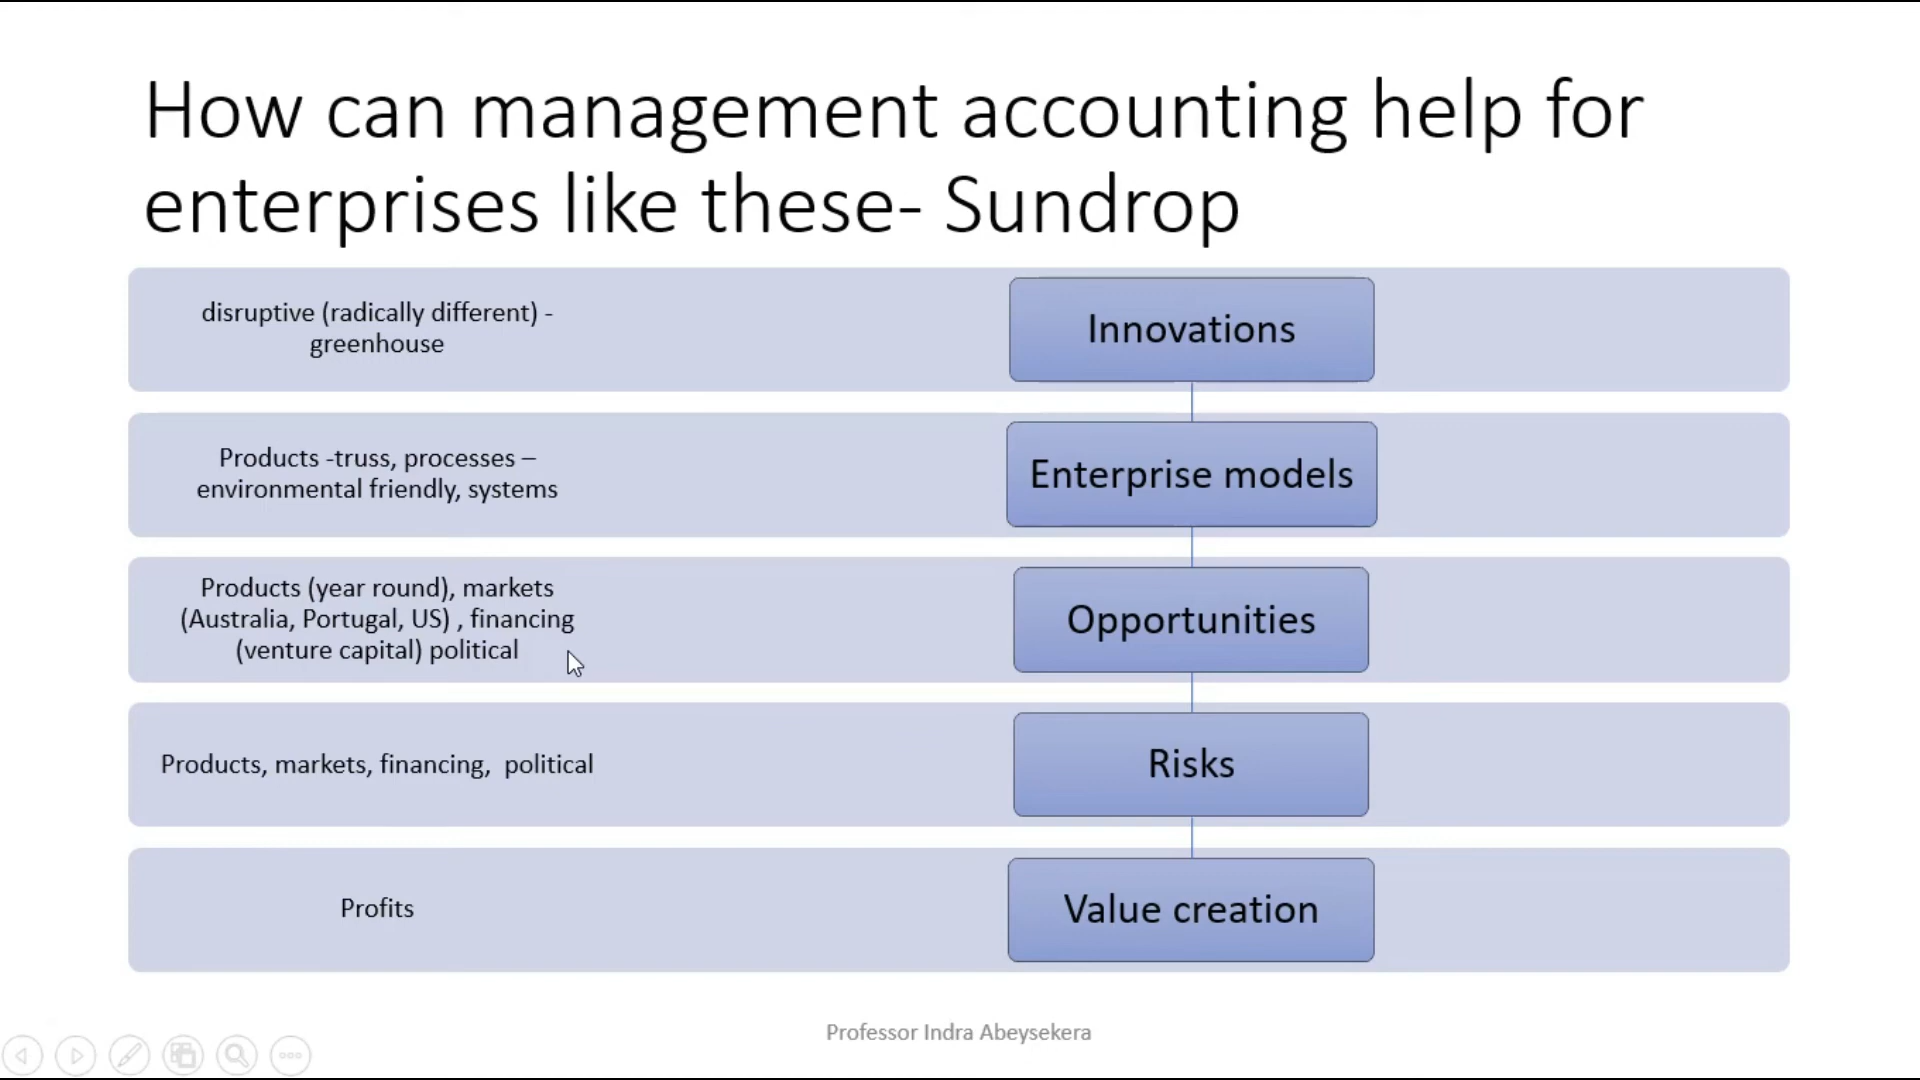 How can management accounting help for
enterprises like these- Sundrop
disruptive (radically different) -
greenhouse
Innovations
Products -truss, processes –
environmental friendly, systems
Enterprise models
Products (year round), markets
(Australia, Portugal, US) , financing
(venture capital) political
Opportunities
Products, markets, financing,  political
Risks
Profits
Value creation
Professor Indra Abeysekera